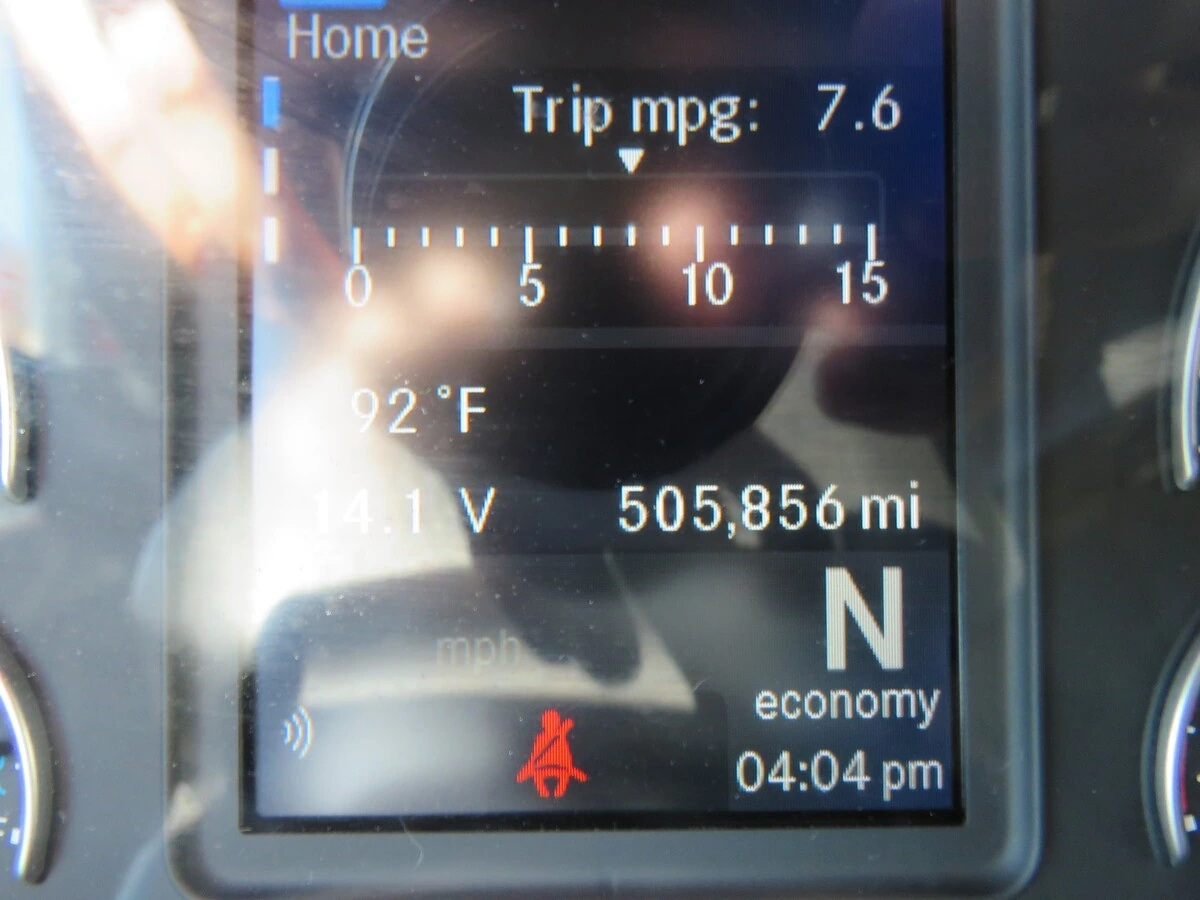 Home
Trip mpg: 7.6
0 5 10 15
92 °F
14.1 V 505,856 mi
N
mph
economy
04:04 pm